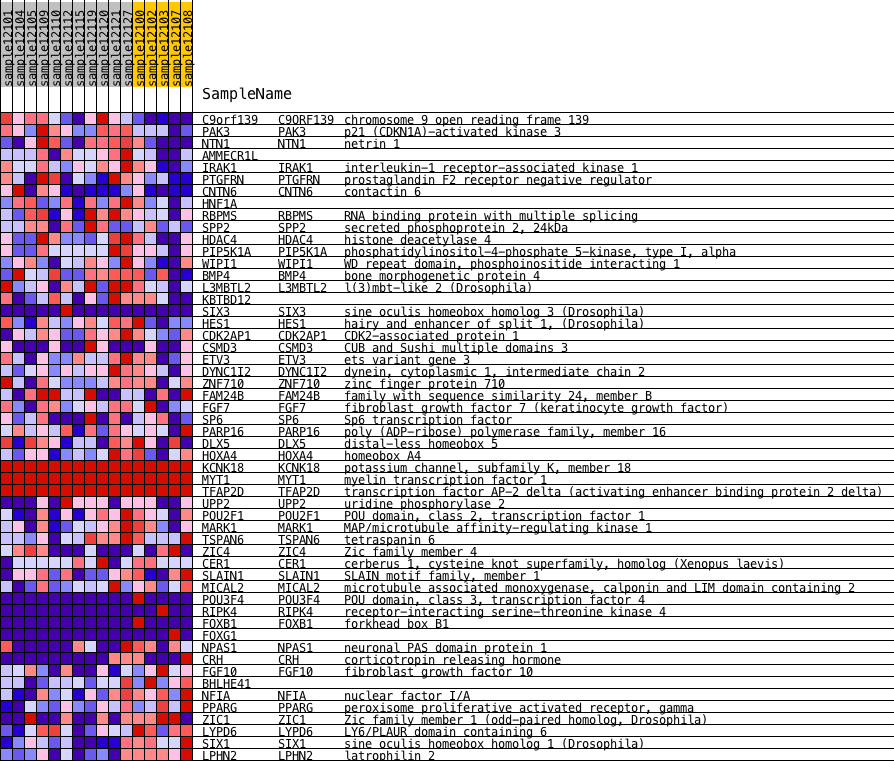 sample12101 sample12104 sample12105 sample12109 sample12110 sample12112 sample12115 sample12119 sample12120 sample12121 sample12127 sample12100 sample12102 sample12103 sample12107 sample12108
SampleName
C9orf139 C9ORF139 chromosome 9 open reading frame 139
PAK3 PAK3 p21 (CDKN1A)-activated kinase 3
NTN1 NTN1 netrin 1
AMMECR1L
IRAK1 IRAK1 interleukin-1 receptor-associated kinase 1
PTGFRN PTGFRN prostaglandin F2 receptor negative regulator
CNTN6 CNTN6 contactin 6
HNF1A
RBPMS RBPMS RNA binding protein with multiple splicing
SPP2 SPP2 secreted phosphoprotein 2, 24kDa
HDAC4 HDAC4 histone deacetylase 4
PIP5K1A PIP5K1A phosphatidylinositol-4-phosphate 5-kinase, type I, alpha
WIPI1 WIPI1 WD repeat domain, phosphoinositide interacting 1
BMP4 BMP4 bone morphogenetic protein 4
L3MBTL2 L3MBTL2 l(3)mbt-like 2 (Drosophila)
KBTBD12
SIX3 SIX3 sine oculis homeobox homolog 3 (Drosophila)
HES1 HES1 hairy and enhancer of split 1, (Drosophila)
CDK2AP1 CDK2AP1 CDK2-associated protein 1
CSMD3 CSMD3 CUB and Sushi multiple domains 3
ETV3 ETV3 ets variant gene 3
DYNC1I2 DYNC1I2 dynein, cytoplasmic 1, intermediate chain 2
ZNF710 ZNF710 zinc finger protein 710
FAM24B FAM24B family with sequence similarity 24, member B
FGF7 FGF7 fibroblast growth factor 7 (keratinocyte growth factor)
SP6 SP6 Sp6 transcription factor
PARP16 PARP16 poly (ADP-ribose) polymerase family, member 16
DLX5 DLX5 distal-less homeobox 5
HOXA4 HOXA4 homeobox A4
KCNK18 KCNK18 potassium channel, subfamily K, member 18
MYT1 MYT1 myelin transcription factor 1
TFAP2D TFAP2D transcription factor AP-2 delta (activating enhancer binding protein 2 delta)
UPP2 UPP2 uridine phosphorylase 2
POU2F1 POU2F1 POU domain, class 2, transcription factor 1
MARK1 MARK1 MAP/microtubule affinity-regulating kinase 1
TSPAN6 TSPAN6 tetraspanin 6
ZIC4 ZIC4 Zic family member 4
CER1 CER1 cerberus 1, cysteine knot superfamily, homolog (Xenopus laevis)
SLAIN1 SLAIN1 SLAIN motif family, member 1
MICAL2 MICAL2 microtubule associated monoxygenase, calponin and LIM domain containing 2
POU3F4 POU3F4 POU domain, class 3, transcription factor 4
RIPK4 RIPK4 receptor-interacting serine-threonine kinase 4
FOXB1 FOXB1 forkhead box B1
FOXG1
NPAS1 NPAS1 neuronal PAS domain protein 1
CRH CRH corticotropin releasing hormone
FGF10 FGF10 fibroblast growth factor 10
BHLHE41
NFIA NFIA nuclear factor I/A
PPARG PPARG peroxisome proliferative activated receptor, gamma
ZIC1 ZIC1 Zic family member 1 (odd-paired homolog, Drosophila)
LYPD6 LYPD6 LY6/PLAUR domain containing 6
SIX1 SIX1 sine oculis homeobox homolog 1 (Drosophila)
LPHN2 LPHN2 latrophilin 2